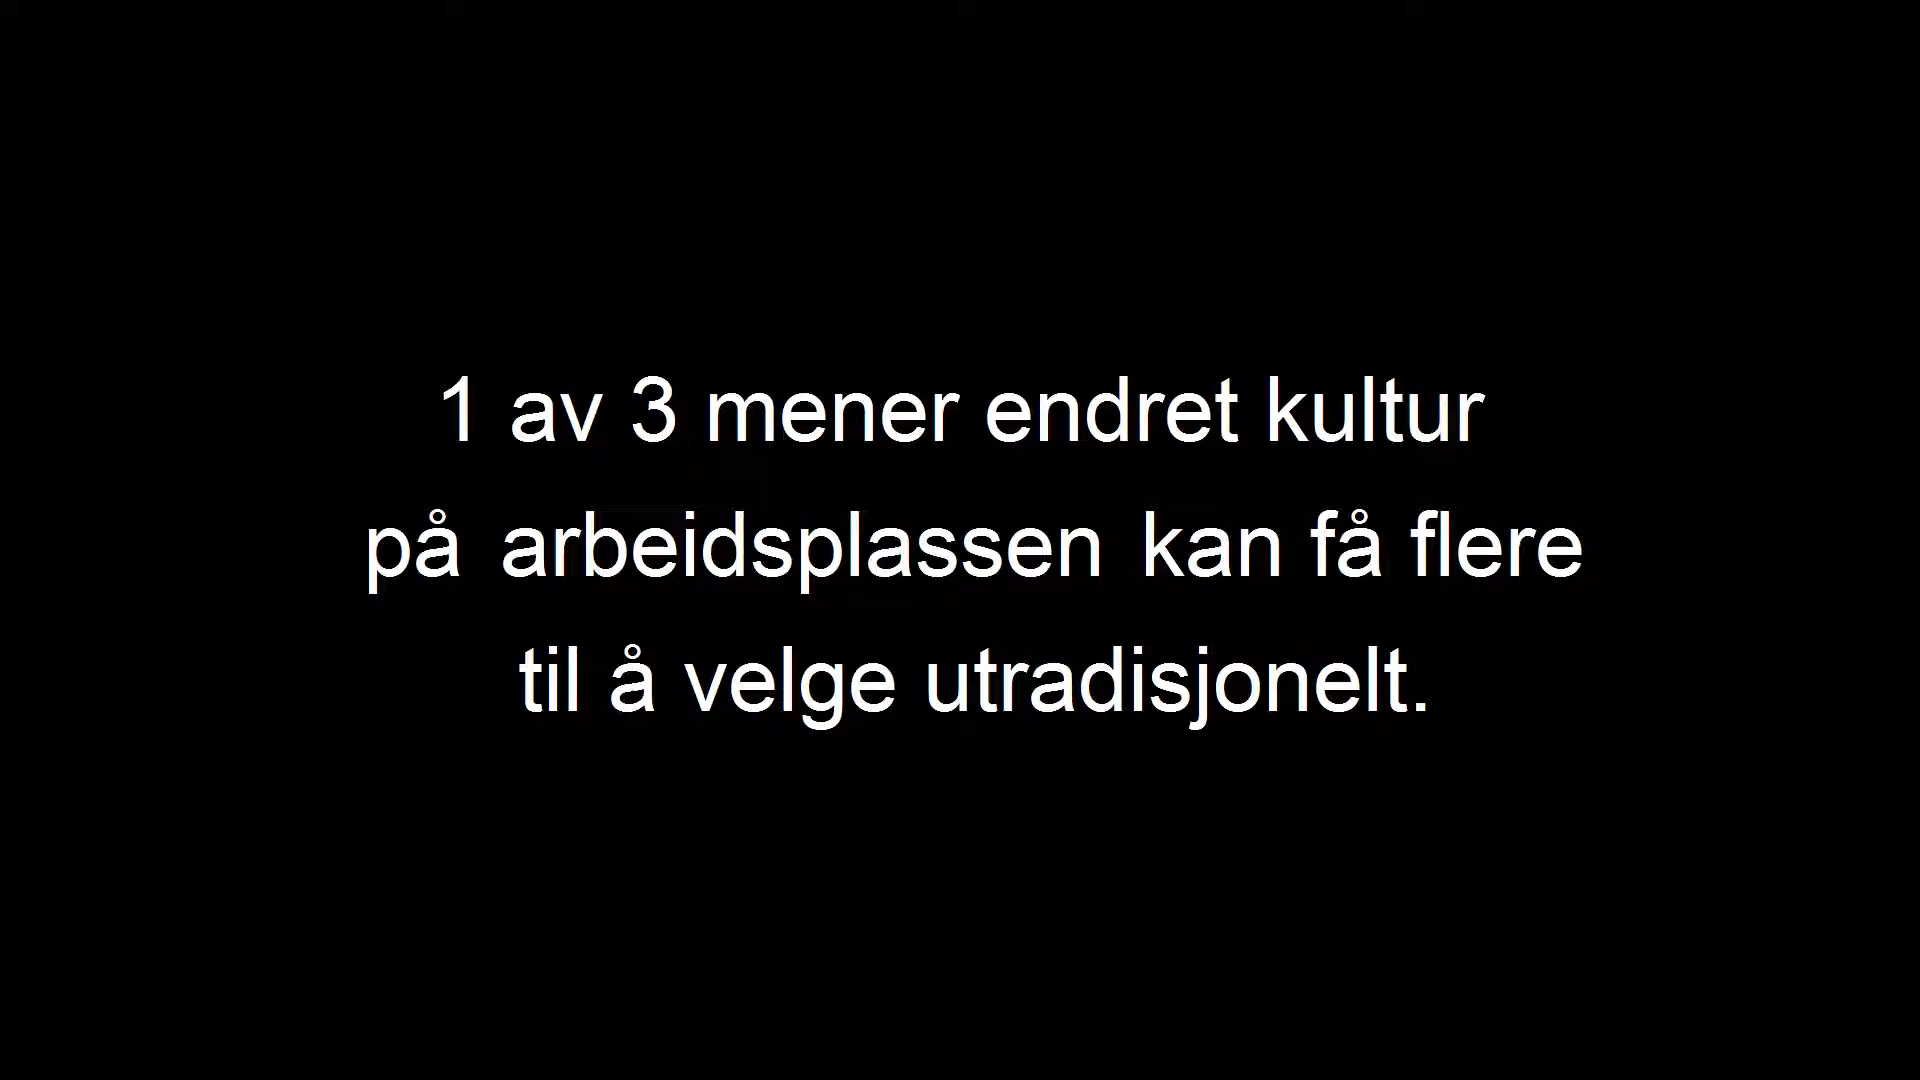 1 av 3 mener endret kultur
på arbeidsplassen kan få flere
til å velge utradisjonelt.